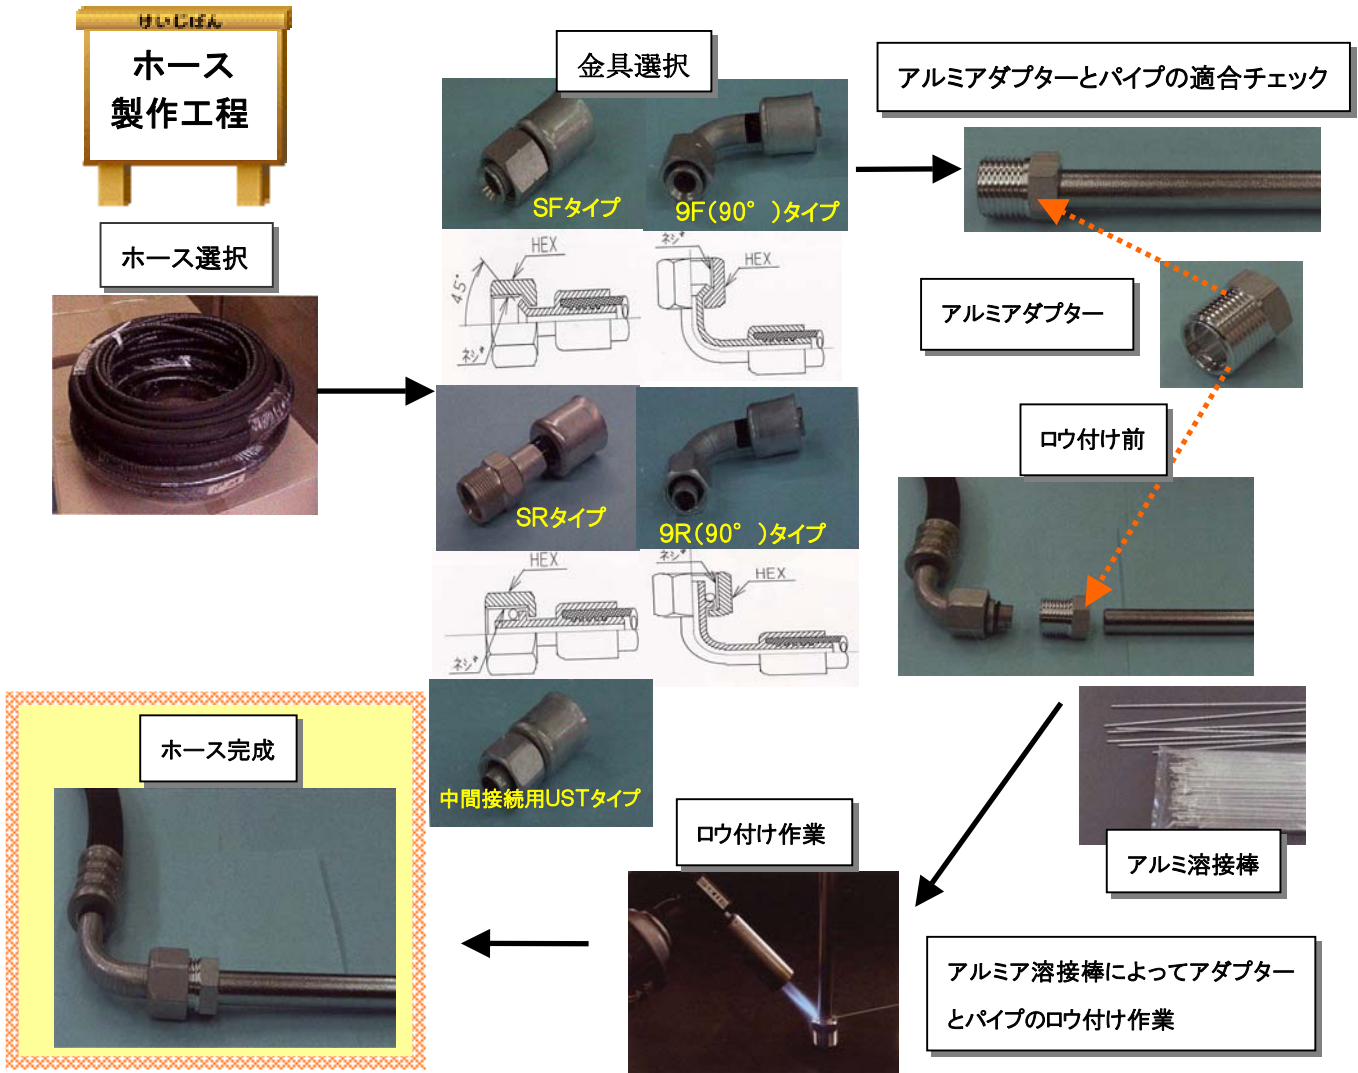 けいじばん
ホース
製作工程
ホース選択
金具選択
SFタイプ
9F(90°)タイプ
HEX
45°
ネジ
ネジ
HEX
SRタイプ
9R(90°)タイプ
HEX
ネジ
ネジ
HEX
中間接続用USTタイプ
アルミアダプターとパイプの適合チェック
アルミアダプター
ロウ付け前
アルミ溶接棒
アルミア溶接棒によってアダプター
とパイプのロウ付け作業
ロウ付け作業
ホース完成